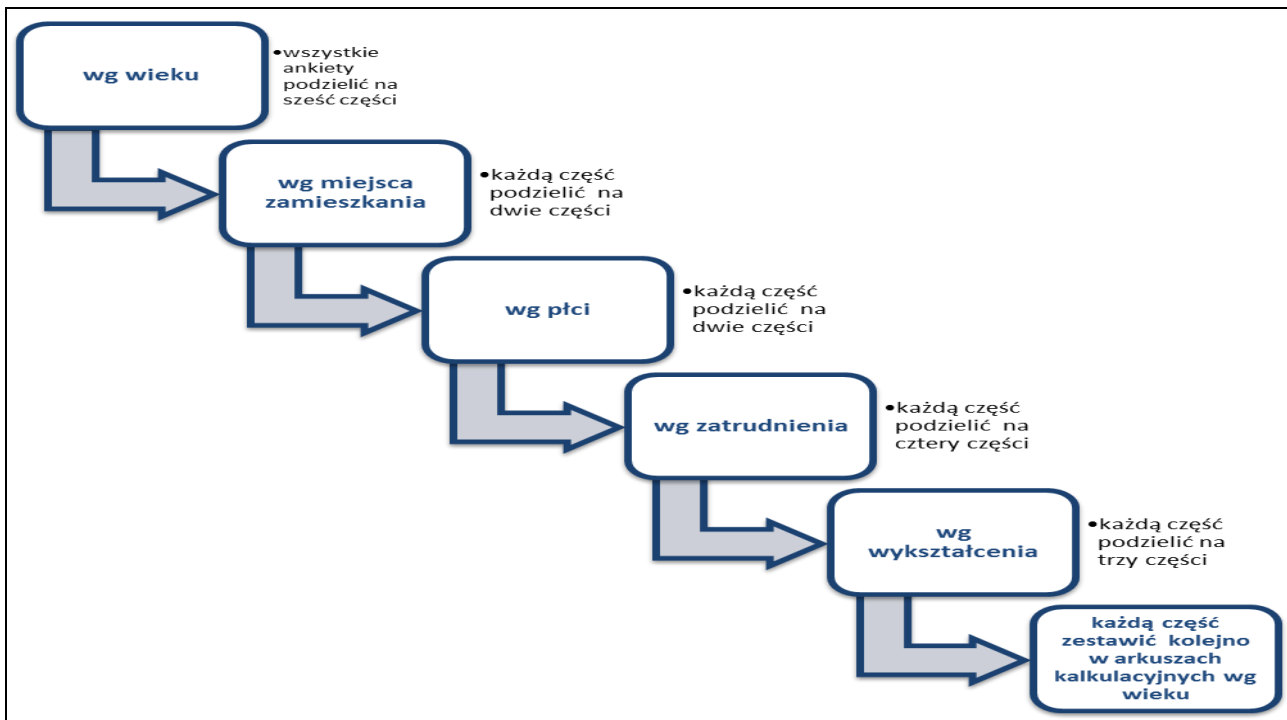 wg wieku
•wszystkie
ankiety
podzielić na
sześć części
wg miejsca
zamieszkania
•każdą część
podzielić na
dwie części
wg płci
•każdą część
podzielić na
dwie części
wg zatrudnienia
•każdą część
podzielić na
cztery części
wg
wykształcenia
•każdą część
podzielić na
trzy części
każdą część
zestawić kolejno
w arkuszach
kalkulacyjnych wg
wieku